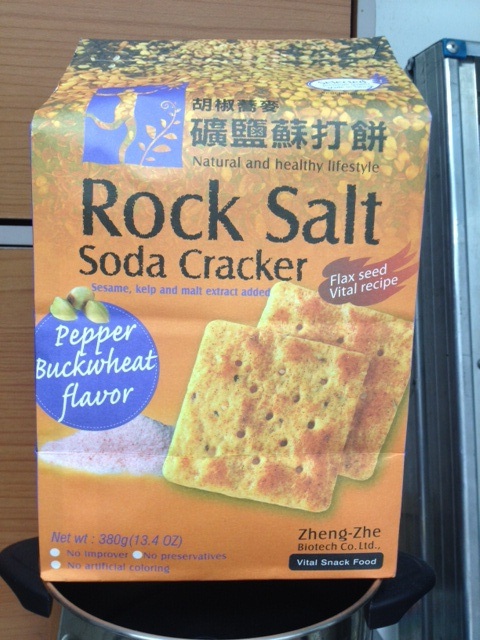 胡椒蕎麥
礦鹽蘇打餅
Natural and healthy lifestyle
Rock Salt
Soda Cracker
Sesame, kelp and malt extract added
Flax seed
Vital recipe
Pepper
Buckwheat
flavor
Net wt : 380g(13.4 OZ)
No improver No preservatives
No artificial coloring
Zheng-Zhe
Biotech Co. Ltd.,
Vital Snack Food